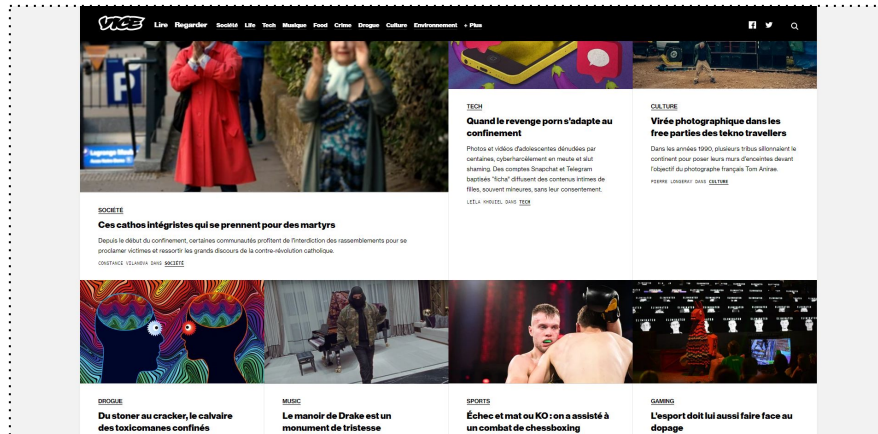 VICE Lire Regarder Société Life Tech Musique Food Crime Drogue Culture Environnement + Plus
P
TECH
Quand le revenge porn s'adapte au
confinement
Photos et vidéos d'adolescentes dénudées par
centaines, cyberharcèlement en meute et slut
shaming. Des comptes Snapchat et Telegram
baptisés "ficha" diffusent des contenus intimes de
filles, souvent mineures, sans leur consentement.
LEÏLA KHOUIEL DANS TECH
CULTURE
Virée photographique dans les
free parties des tekno travellers
Dans les années 1990, plusieurs tribus sillonnaient le
continent pour poser leurs murs d'enceintes devant
l'objectif du photographe français Tom Anirae.
PIERRE LONGERAY DANS CULTURE
SOCIÉTÉ
Ces cathos intégristes qui se prennent pour des martyrs
Depuis le début du confinement, certaines communautés profitent de l'interdiction des rassemblements pour se
proclamer victimes et ressortir les grands discours de la contre-révolution catholique.
CONSTANCE VILANOVA DANS SOCIÉTÉ
DROGUE
Du stoner au cracker, le calvaire
des toxicomanes confinés
MUSIC
Le manoir de Drake est un
monument de tristesse
SPORTS
Échec et mat ou KO : on a assisté à
un combat de chessboxing
GAMING
L'esport doit lui aussi faire face au
dopage